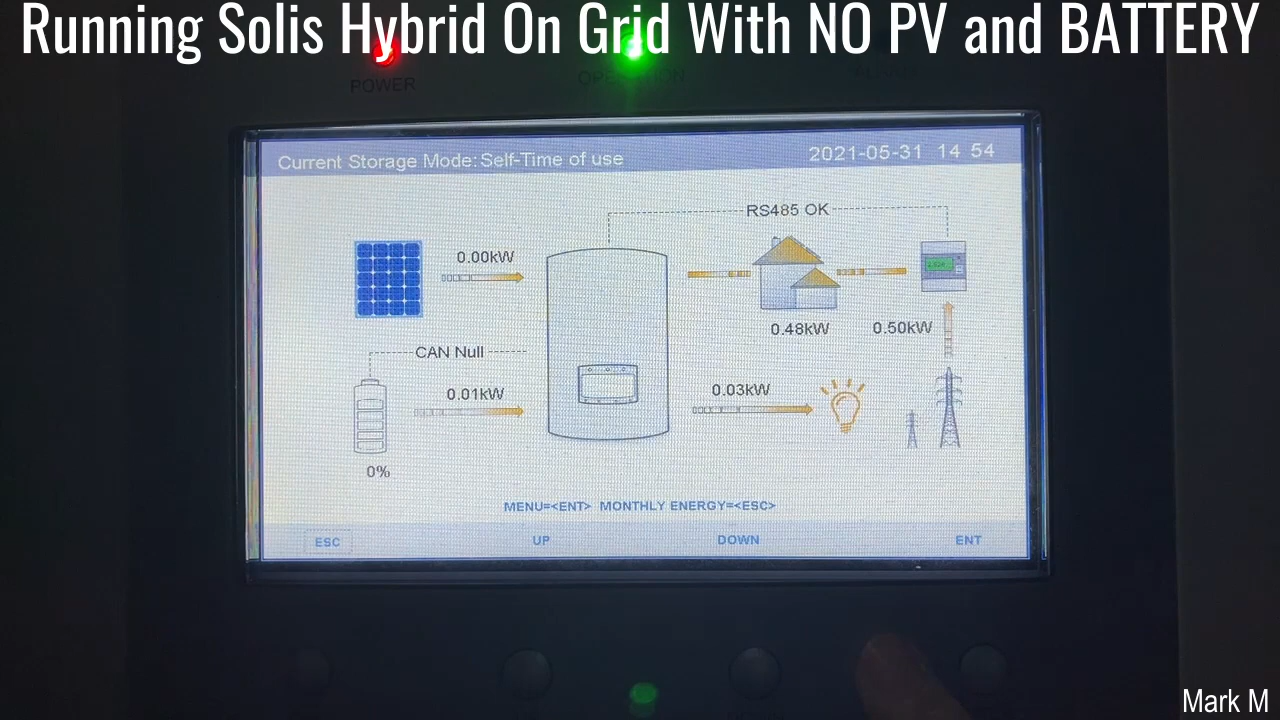 Running Solis Hybrid On Grid With NO PV and BATTERY
POWER
OPERATION
Current Storage Mode: Self-Time of use
2021-05-31 14 54
RS485 OK
0.00kW
0.48kW
0.50kW
CAN Null
0.01kW
0.03kW
0%
MENU=<ENT> MONTHLY ENERGY=<ESC>
ESC
UP
DOWN
ENT
Mark M